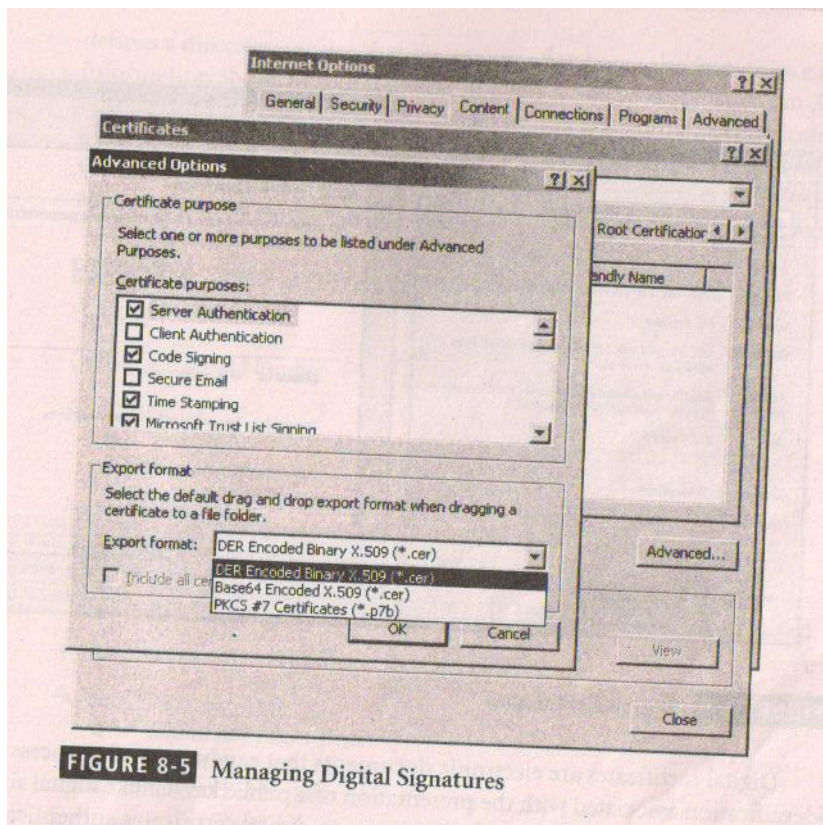 Internet Options
General Security Privacy Content Connections Programs Advanced
Certificates
Advanced Options
Certificate purpose
Select one or more purposes to be listed under Advanced
Purposes.
Certificate purposes:
Server Authentication
Client Authentication
Code Signing
Secure Email
Time Stamping
Microsoft Trust List Signing
Root Certification
endly Name
Export format
Select the default drag and drop export format when dragging a
certificate to a file folder.
Export format:
DER Encoded Binary X.509 (*.cer)
DER Encoded Binary X.509 (*.cer)
Base64 Encoded X.509 (*.cer)
PKCS #7 Certificates (*.p7b)
Include all cer
OK
Cancel
Advanced...
View
Close
FIGURE 8-5 Managing Digital Signatures